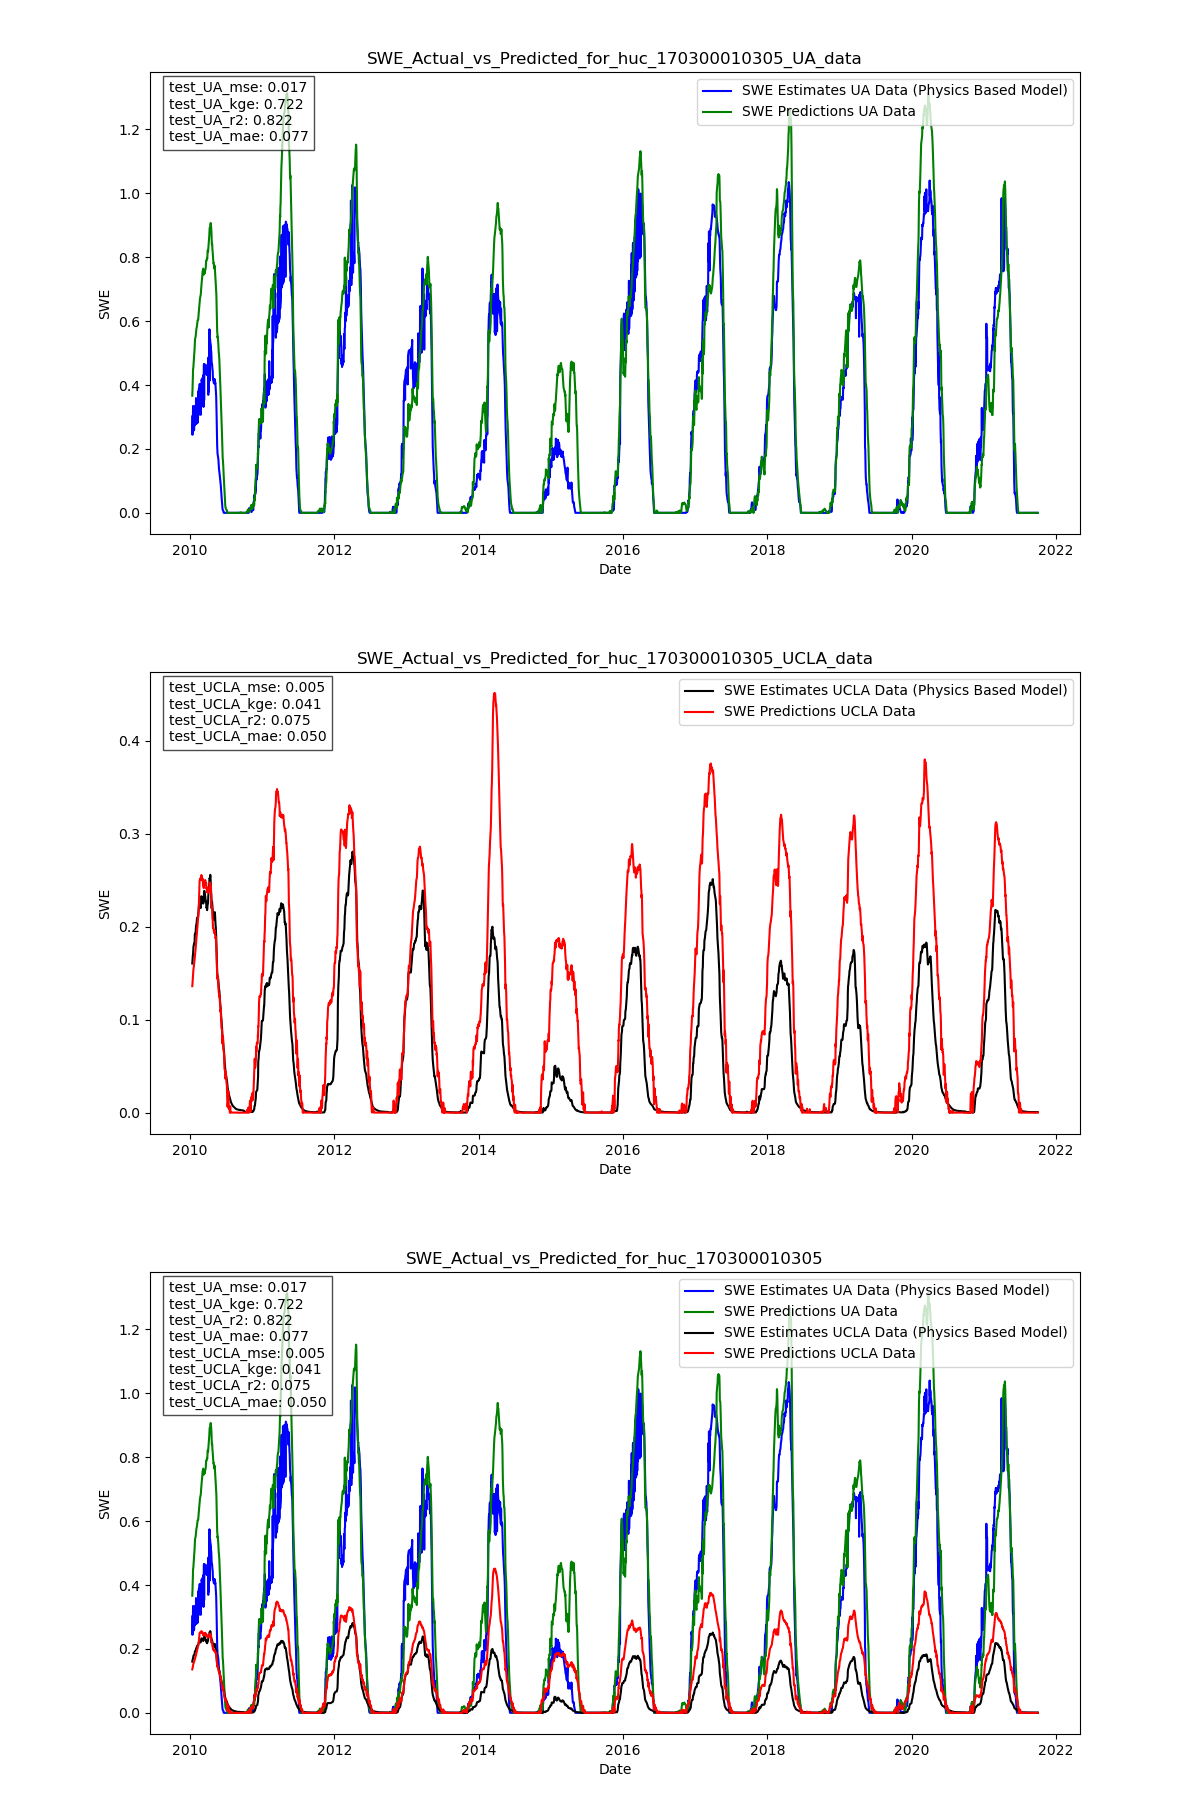 SWE_Actual_vs_Predicted_for_huc_170300010305_UA_data
test_UA_mse: 0.017
test_UA_kge: 0.722
test_UA_r2: 0.822
test_UA_mae: 0.077
SWE Estimates UA Data (Physics Based Model)
SWE Predictions UA Data
1.2
1.0
0.8
0.6
0.4
0.2
0.0
SWE
2010 2012 2014 2016 2018 2020 2022
Date
SWE_Actual_vs_Predicted_for_huc_170300010305_UCLA_data
test_UCLA_mse: 0.005
test_UCLA_kge: 0.041
test_UCLA_r2: 0.075
test_UCLA_mae: 0.050
SWE Estimates UCLA Data (Physics Based Model)
SWE Predictions UCLA Data
0.4
0.3
0.2
0.1
0.0
SWE
2010 2012 2014 2016 2018 2020 2022
Date
SWE_Actual_vs_Predicted_for_huc_170300010305
test_UA_mse: 0.017
test_UA_kge: 0.722
test_UA_r2: 0.822
test_UA_mae: 0.077
test_UCLA_mse: 0.005
test_UCLA_kge: 0.041
test_UCLA_r2: 0.075
test_UCLA_mae: 0.050
SWE Estimates UA Data (Physics Based Model)
SWE Predictions UA Data
SWE Estimates UCLA Data (Physics Based Model)
SWE Predictions UCLA Data
1.2
1.0
0.8
0.6
0.4
0.2
0.0
SWE
2010 2012 2014 2016 2018 2020 2022
Date